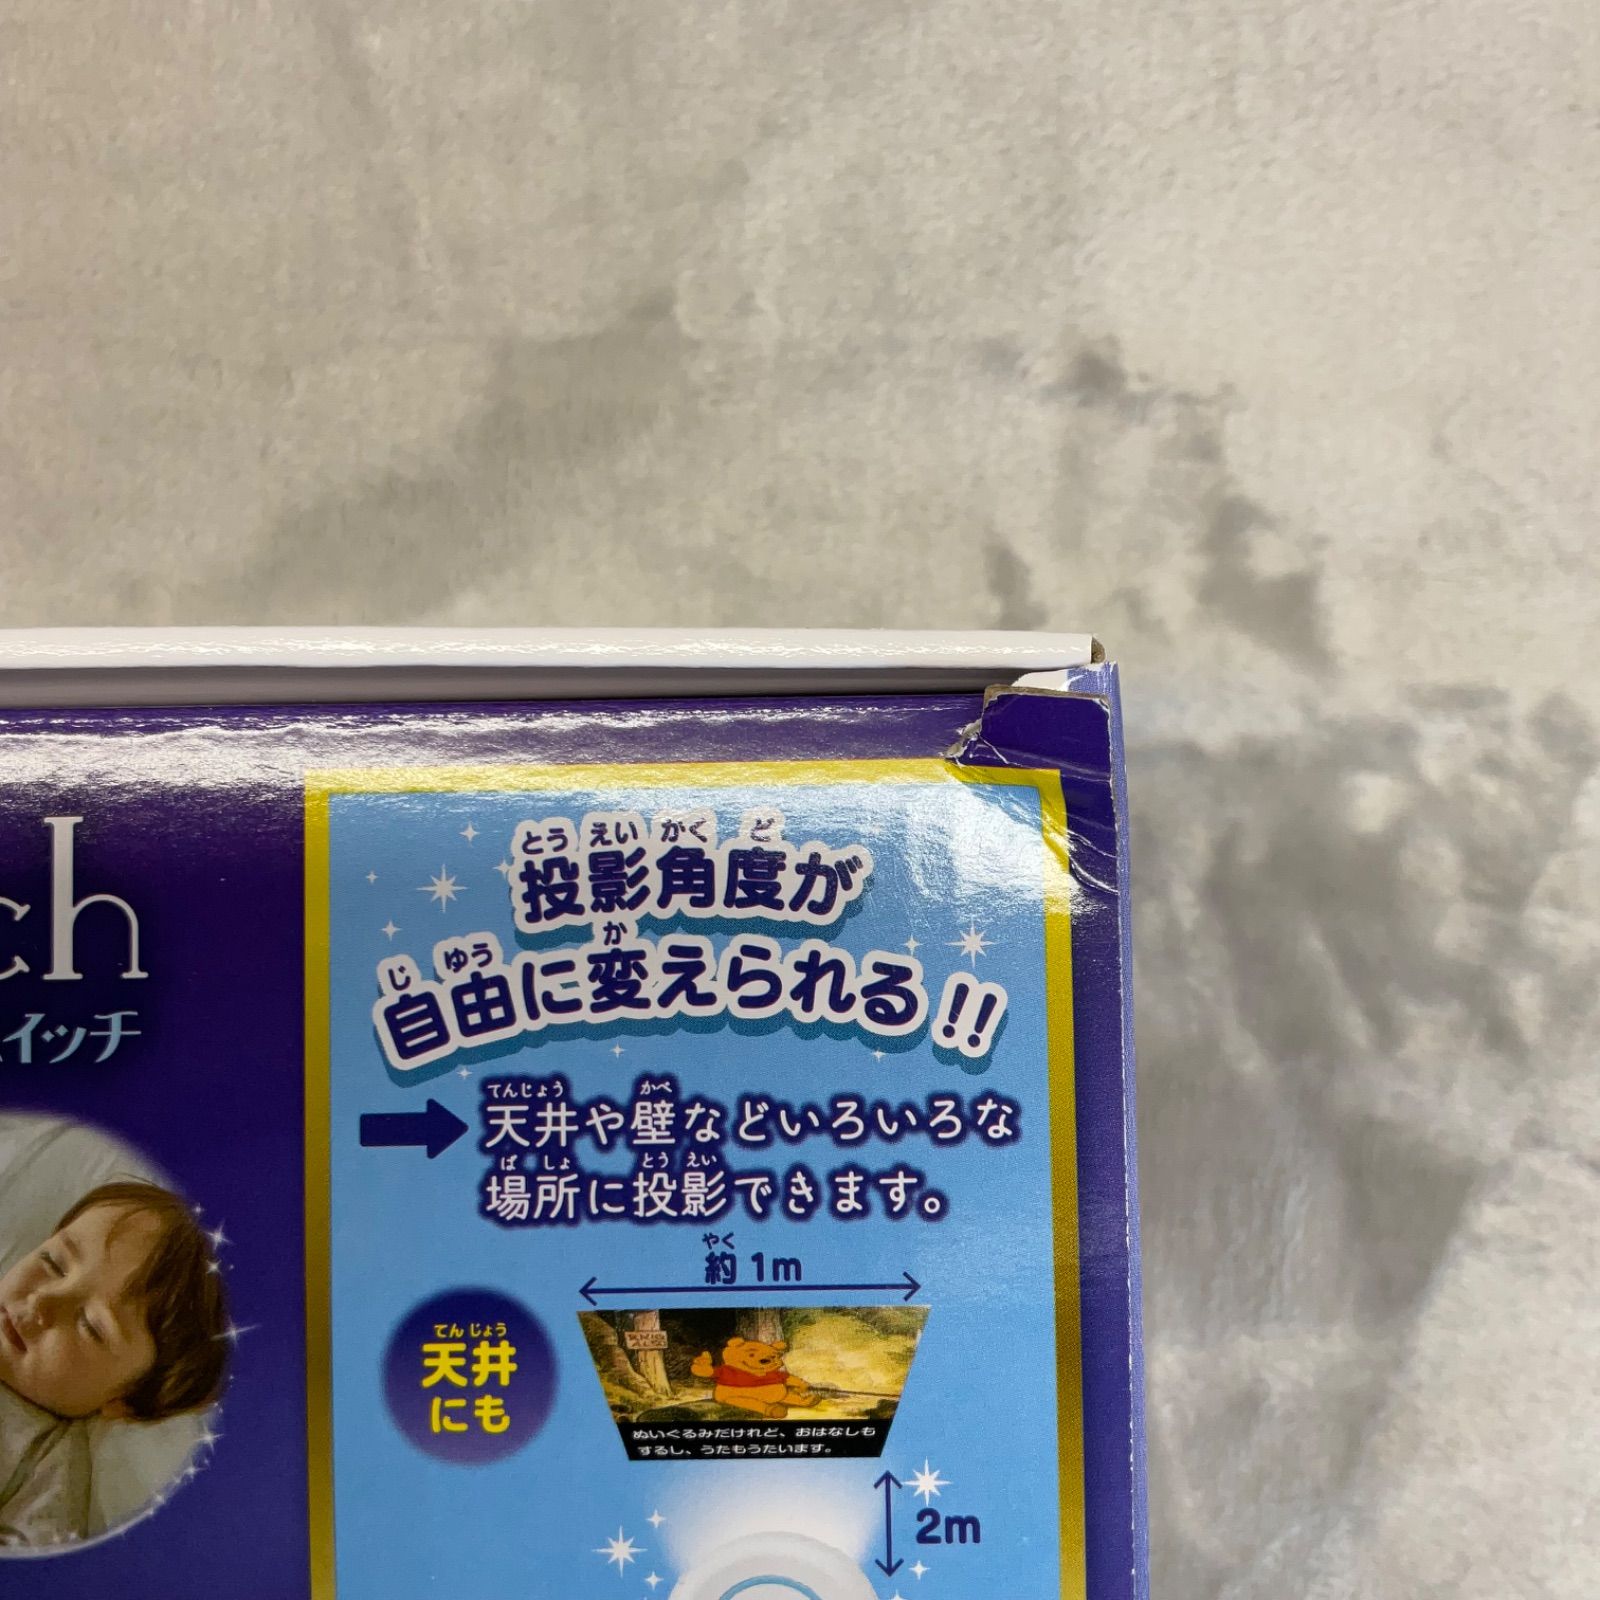 ch
イッチ
とうえいかくど
投影角度が
じゆう か
自由に変えられる!!
てんじょう かべ
天井や壁などいろいろな
ばしょ とうえい
場所に投影できます。
やく
約1m
てんじょう
天井
にも
ぬいぐるみだけれど、おはなしも
するし、うたもうたいます。
2m